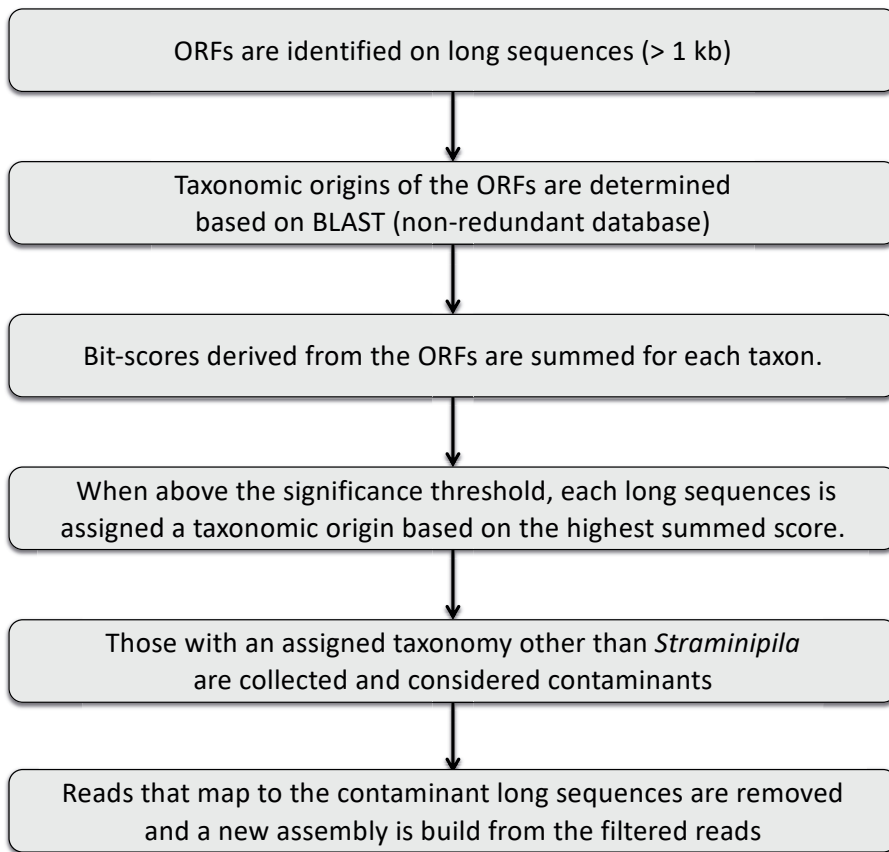 ORFs are identified on long sequences (> 1 kb)
Taxonomic origins of the ORFs are determined
based on BLAST (non-redundant database)
Bit-scores derived from the ORFs are summed for each taxon.
When above the significance threshold, each long sequences is
assigned a taxonomic origin based on the highest summed score.
Those with an assigned taxonomy other than Straminipila
are collected and considered contaminants
Reads that map to the contaminant long sequences are removed
and a new assembly is build from the filtered reads